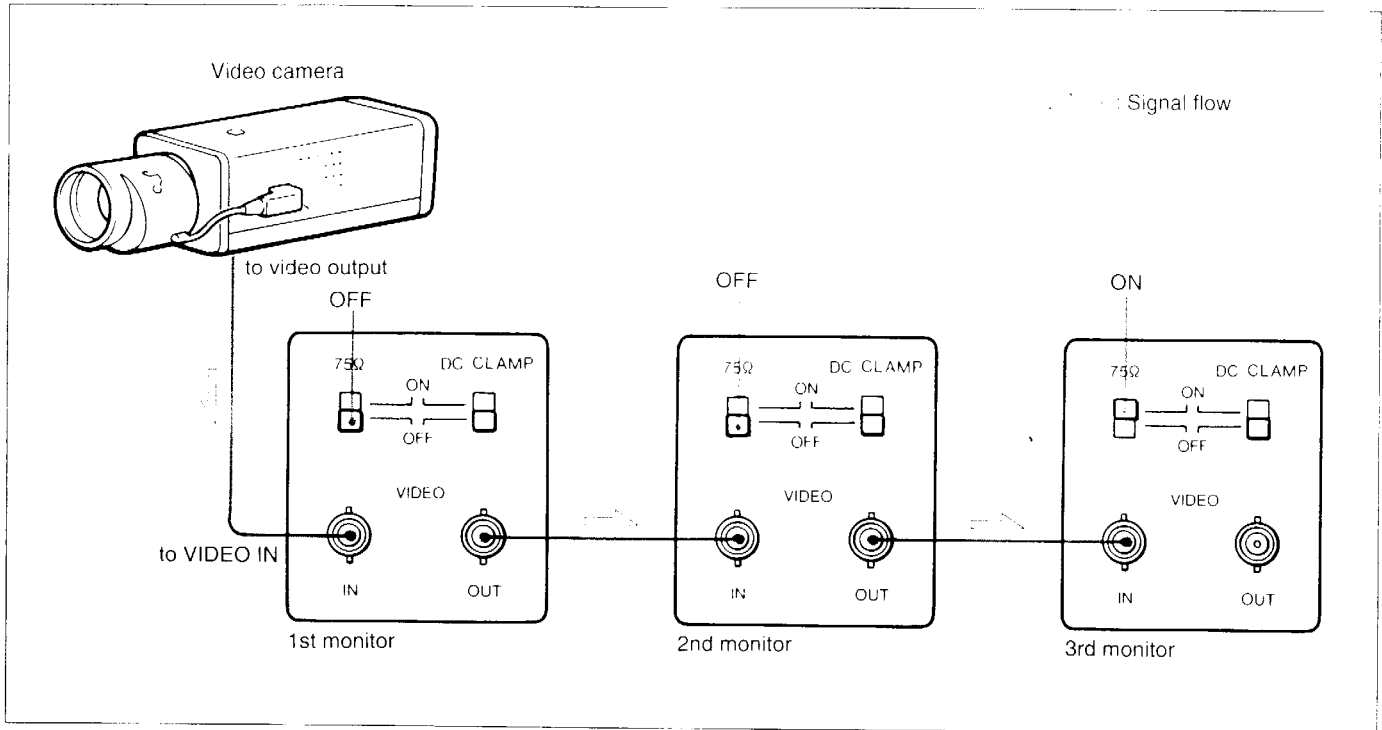 Video camera
: Signal flow
to video output
OFF
OFF
ON
75Ω
DC CLAMP
ON
OFF
VIDEO
to VIDEO IN
IN
OUT
1st monitor
75Ω
DC CLAMP
ON
OFF
VIDEO
IN
OUT
2nd monitor
75Ω
DC CLAMP
ON
OFF
VIDEO
IN
OUT
3rd monitor